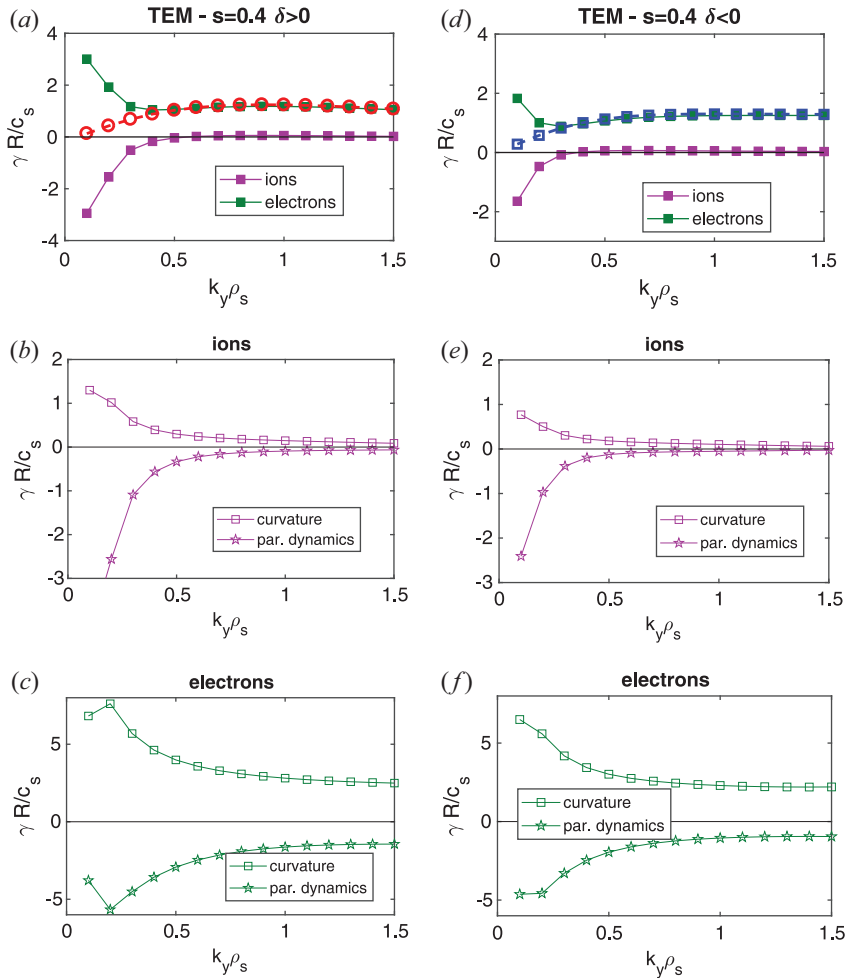 (a)
TEM - s=0.4 δ>0
4
2
0
-2
-4
γ R/c_s
ions
electrons
0
0.5
1
1.5
k_yρ_s
(d)
TEM - s=0.4 δ<0
4
2
0
-2
γ R/c_s
ions
electrons
0
0.5
1
1.5
k_yρ_s
(b)
ions
2
1
0
-1
-2
-3
γ R/c_s
curvature
par. dynamics
0
0.5
1
1.5
k_yρ_s
(e)
ions
2
1
0
-1
-2
-3
γ R/c_s
curvature
par. dynamics
0
0.5
1
1.5
k_yρ_s
(c)
electrons
5
0
-5
γ R/c_s
curvature
par. dynamics
0
0.5
1
1.5
k_yρ_s
(f)
electrons
5
0
-5
γ R/c_s
curvature
par. dynamics
0
0.5
1
1.5
k_yρ_s